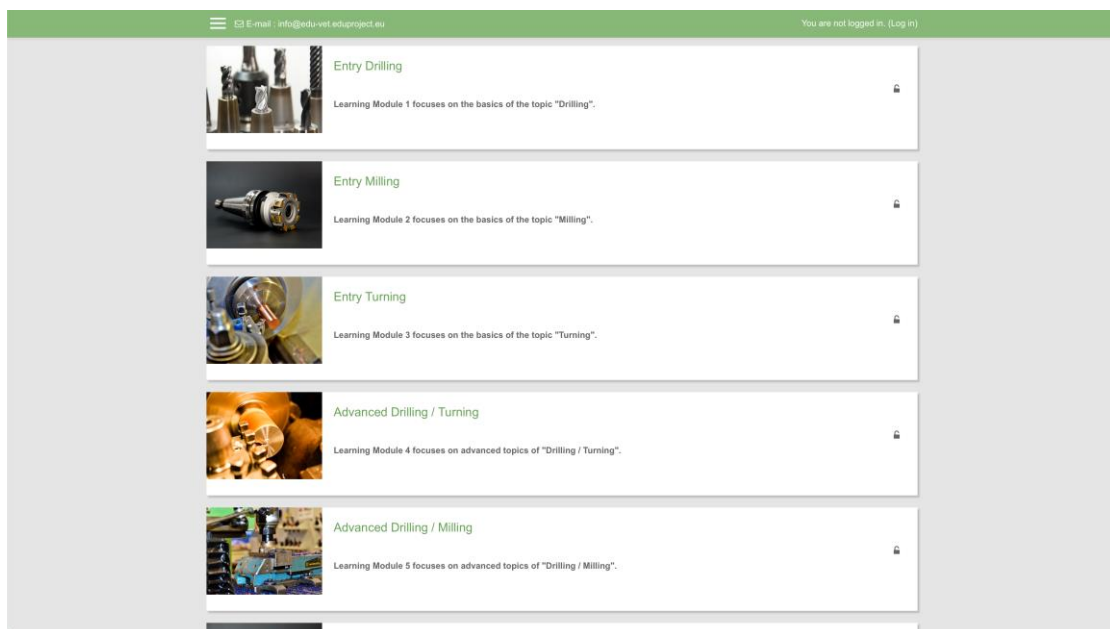 E-mail : info@edu-vet.eduproject.eu
You are not logged in. (Log in)
Entry Drilling
Learning Module 1 focuses on the basics of the topic "Drilling".
Entry Milling
Learning Module 2 focuses on the basics of the topic "Milling".
Entry Turning
Learning Module 3 focuses on the basics of the topic "Turning".
Advanced Drilling / Turning
Learning Module 4 focuses on advanced topics of "Drilling / Turning".
Advanced Drilling / Milling
Learning Module 5 focuses on advanced topics of "Drilling / Milling".